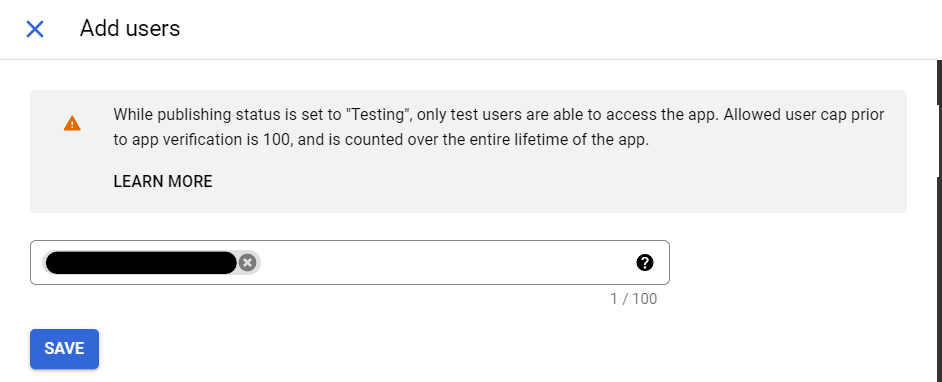 Add users
While publishing status is set to "Testing", only test users are able to access the app. Allowed user cap prior
to app verification is 100, and is counted over the entire lifetime of the app.
LEARN MORE
1 / 100
SAVE